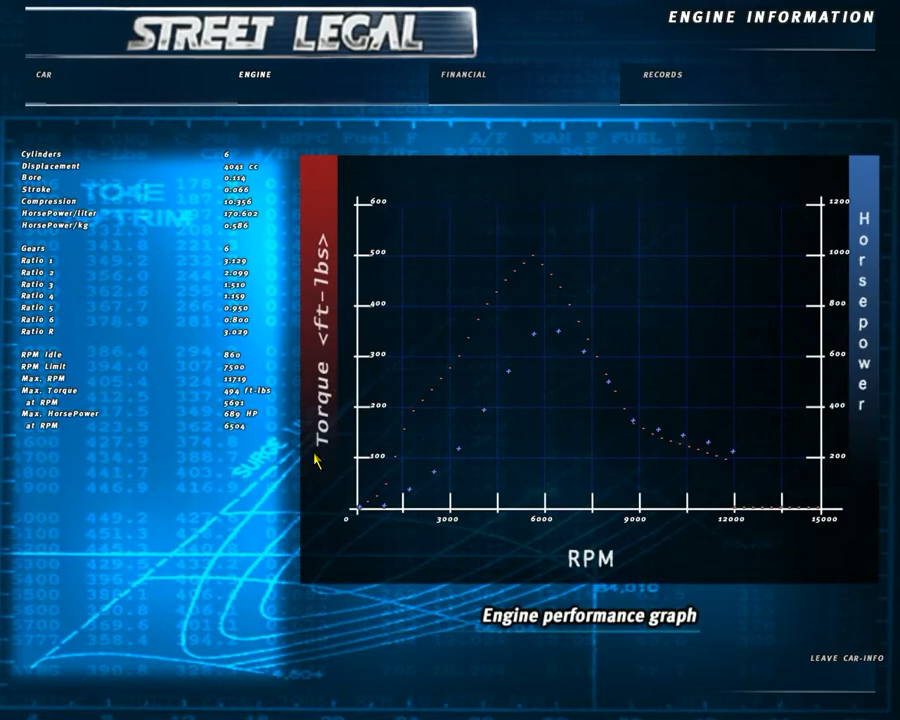 STREET LEGAL
ENGINE INFORMATION
CAR ENGINE FINANCIAL RECORDS
Cylinders 6
Displacement 4041 cc
Bore 0.114
Stroke 0.066
Compression 10.356
HorsePower/liter 170.602
HorsePower/kg 0.586
Gears 6
Ratio 1 3.129
Ratio 2 2.099
Ratio 3 1.510
Ratio 4 1.159
Ratio 5 0.950
Ratio 6 0.800
Ratio R 3.029
RPM Idle 860
RPM Limit 7500
Max. RPM 11719
Max. Torque 494 ft-lbs
at RPM 5691
Max. HorsePower 689 HP
at RPM 6504
Torque <ft-lbs>
600 1200
500 1000
400 800
300 600
200 400
100 200
0 3000 6000 9000 12000 15000
Horsepower
RPM
Engine performance graph
LEAVE CAR-INFO
SURGE